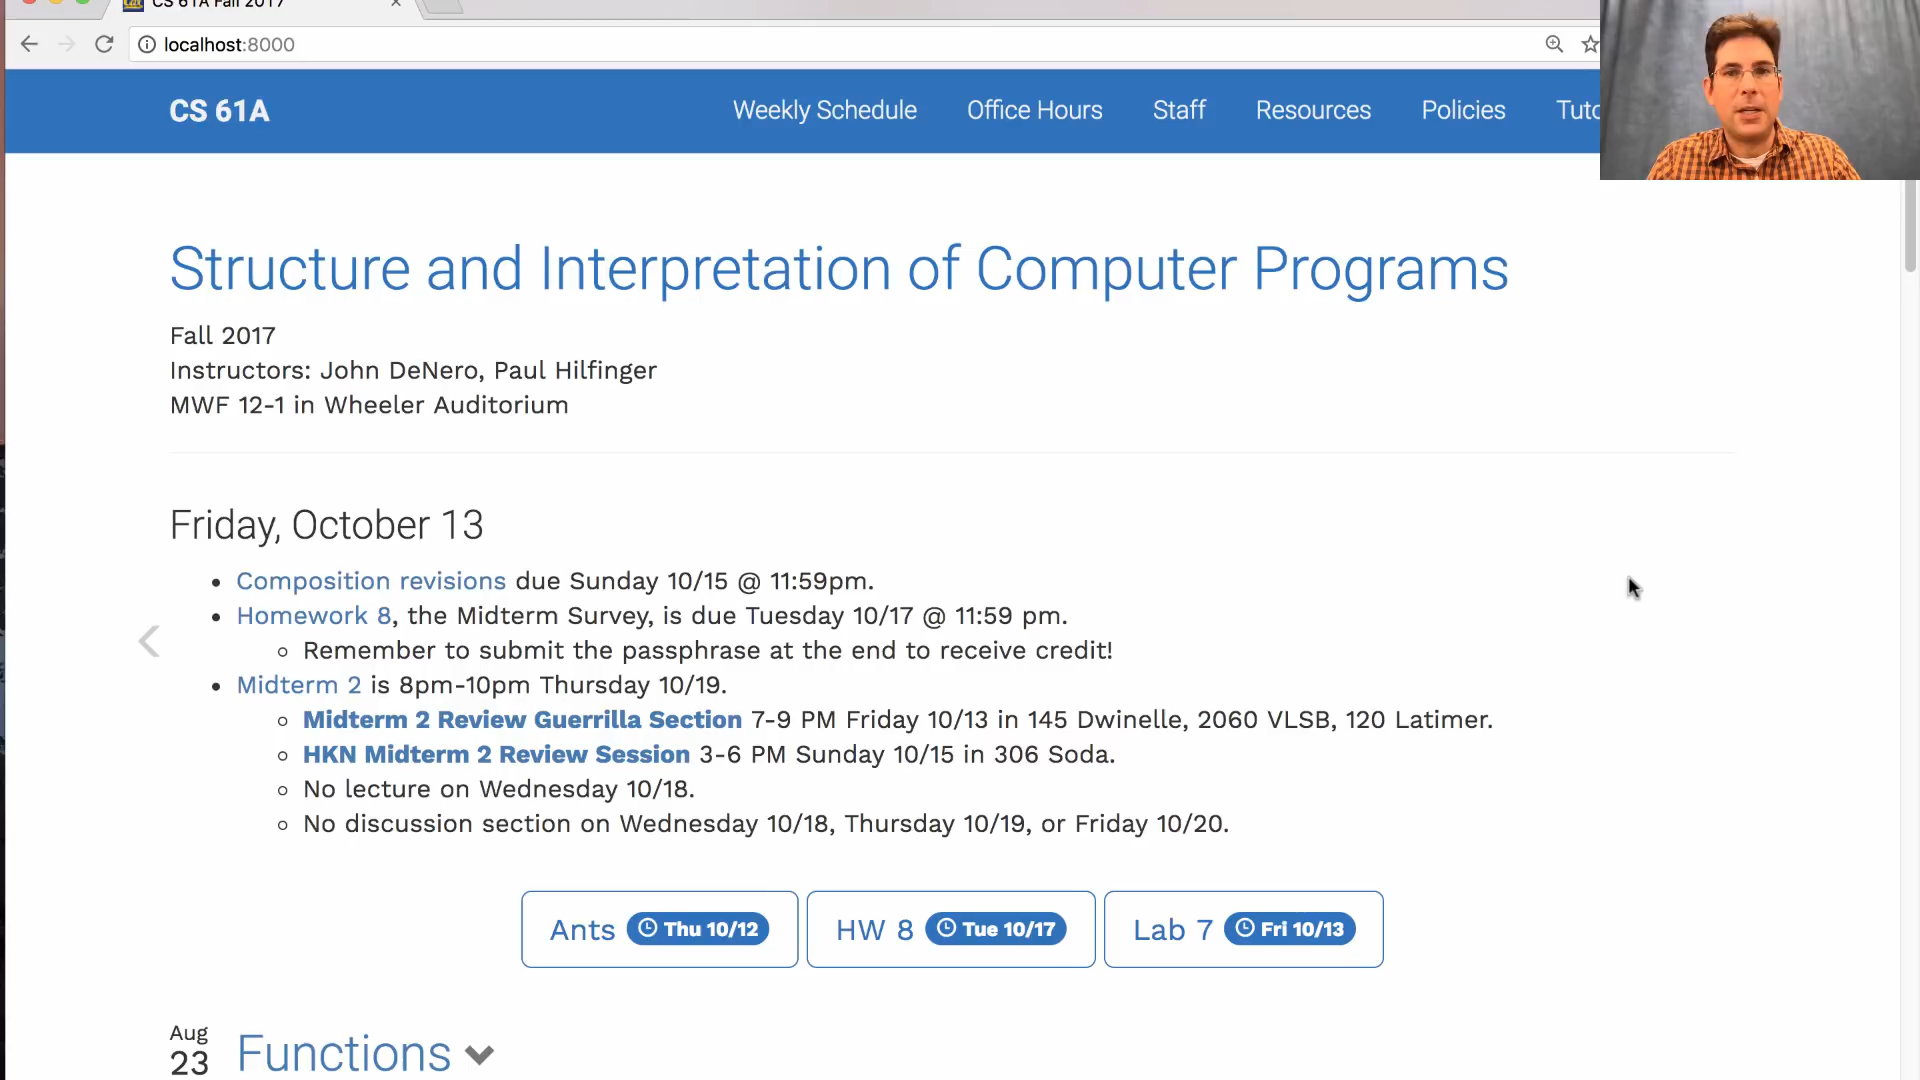 CS 61A Fall 2017
localhost:8000
CS 61A
Weekly Schedule
Office Hours
Staff
Resources
Policies
Structure and Interpretation of Computer Programs
Fall 2017
Instructors: John DeNero, Paul Hilfinger
MWF 12-1 in Wheeler Auditorium
Friday, October 13
Composition revisions due Sunday 10/15 @ 11:59pm.
Homework 8, the Midterm Survey, is due Tuesday 10/17 @ 11:59 pm.
Remember to submit the passphrase at the end to receive credit!
Midterm 2 is 8pm-10pm Thursday 10/19.
Midterm 2 Review Guerrilla Section 7-9 PM Friday 10/13 in 145 Dwinelle, 2060 VLSB, 120 Latimer.
HKN Midterm 2 Review Session 3-6 PM Sunday 10/15 in 306 Soda.
No lecture on Wednesday 10/18.
No discussion section on Wednesday 10/18, Thursday 10/19, or Friday 10/20.
Ants Thu 10/12
HW 8 Tue 10/17
Lab 7 Fri 10/13
Aug
23
Functions